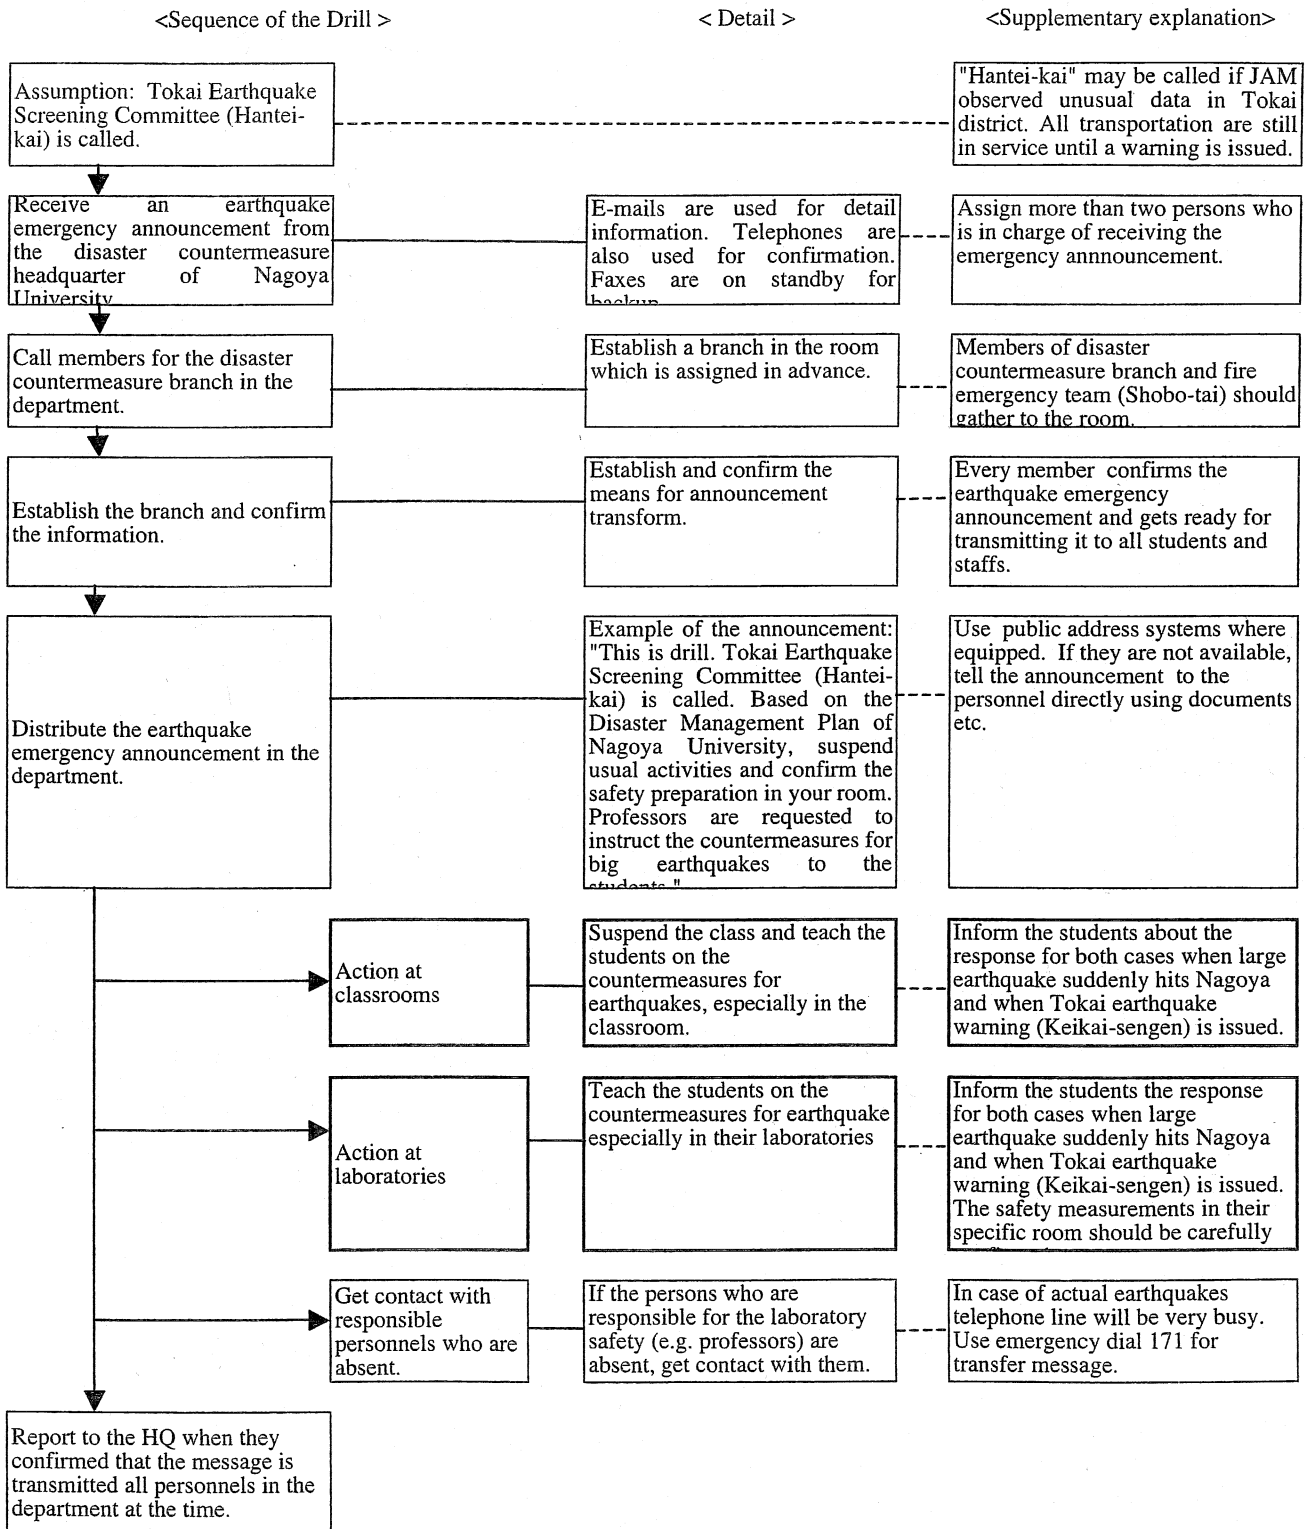 <Sequence of the Drill >
< Detail >
<Supplementary explanation>
Assumption: Tokai Earthquake
Screening Committee (Hantei-
kai) is called.
"Hantei-kai" may be called if JAM
observed unusual data in Tokai
district. All transportation are still
in service until a warning is issued.
Receive an earthquake
emergency announcement from
the disaster countermeasure
headquarter of Nagoya
University
E-mails are used for detail
information. Telephones are
also used for confirmation.
Faxes are on standby for
backup
Assign more than two persons who
is in charge of receiving the
emergency annnouncement.
Call members for the disaster
countermeasure branch in the
department.
Establish a branch in the room
which is assigned in advance.
Members of disaster
countermeasure branch and fire
emergency team (Shobo-tai) should
gather to the room.
Establish the branch and confirm
the information.
Establish and confirm the
means for announcement
transform.
Every member confirms the
earthquake emergency
announcement and gets ready for
transmitting it to all students and
staffs.
Distribute the earthquake
emergency announcement in the
department.
Example of the announcement:
"This is drill. Tokai Earthquake
Screening Committee (Hantei-
kai) is called. Based on the
Disaster Management Plan of
Nagoya University, suspend
usual activities and confirm the
safety preparation in your room.
Professors are requested to
instruct the countermeasures for
big earthquakes to the
students."
Use public address systems where
equipped. If they are not available,
tell the announcement to the
personnel directly using documents
etc.
Action at
classrooms
Suspend the class and teach the
students on the
countermeasures for
earthquakes, especially in the
classroom.
Inform the students about the
response for both cases when large
earthquake suddenly hits Nagoya
and when Tokai earthquake
warning (Keikai-sengen) is issued.
Action at
laboratories
Teach the students on the
countermeasures for earthquake
especially in their laboratories
Inform the students the response
for both cases when large
earthquake suddenly hits Nagoya
and when Tokai earthquake
warning (Keikai-sengen) is issued.
The safety measurements in their
specific room should be carefully
Get contact with
responsible
personnels who are
absent.
If the persons who are
responsible for the laboratory
safety (e.g. professors) are
absent, get contact with them.
In case of actual earthquakes
telephone line will be very busy.
Use emergency dial 171 for
transfer message.
Report to the HQ when they
confirmed that the message is
transmitted all personnels in the
department at the time.